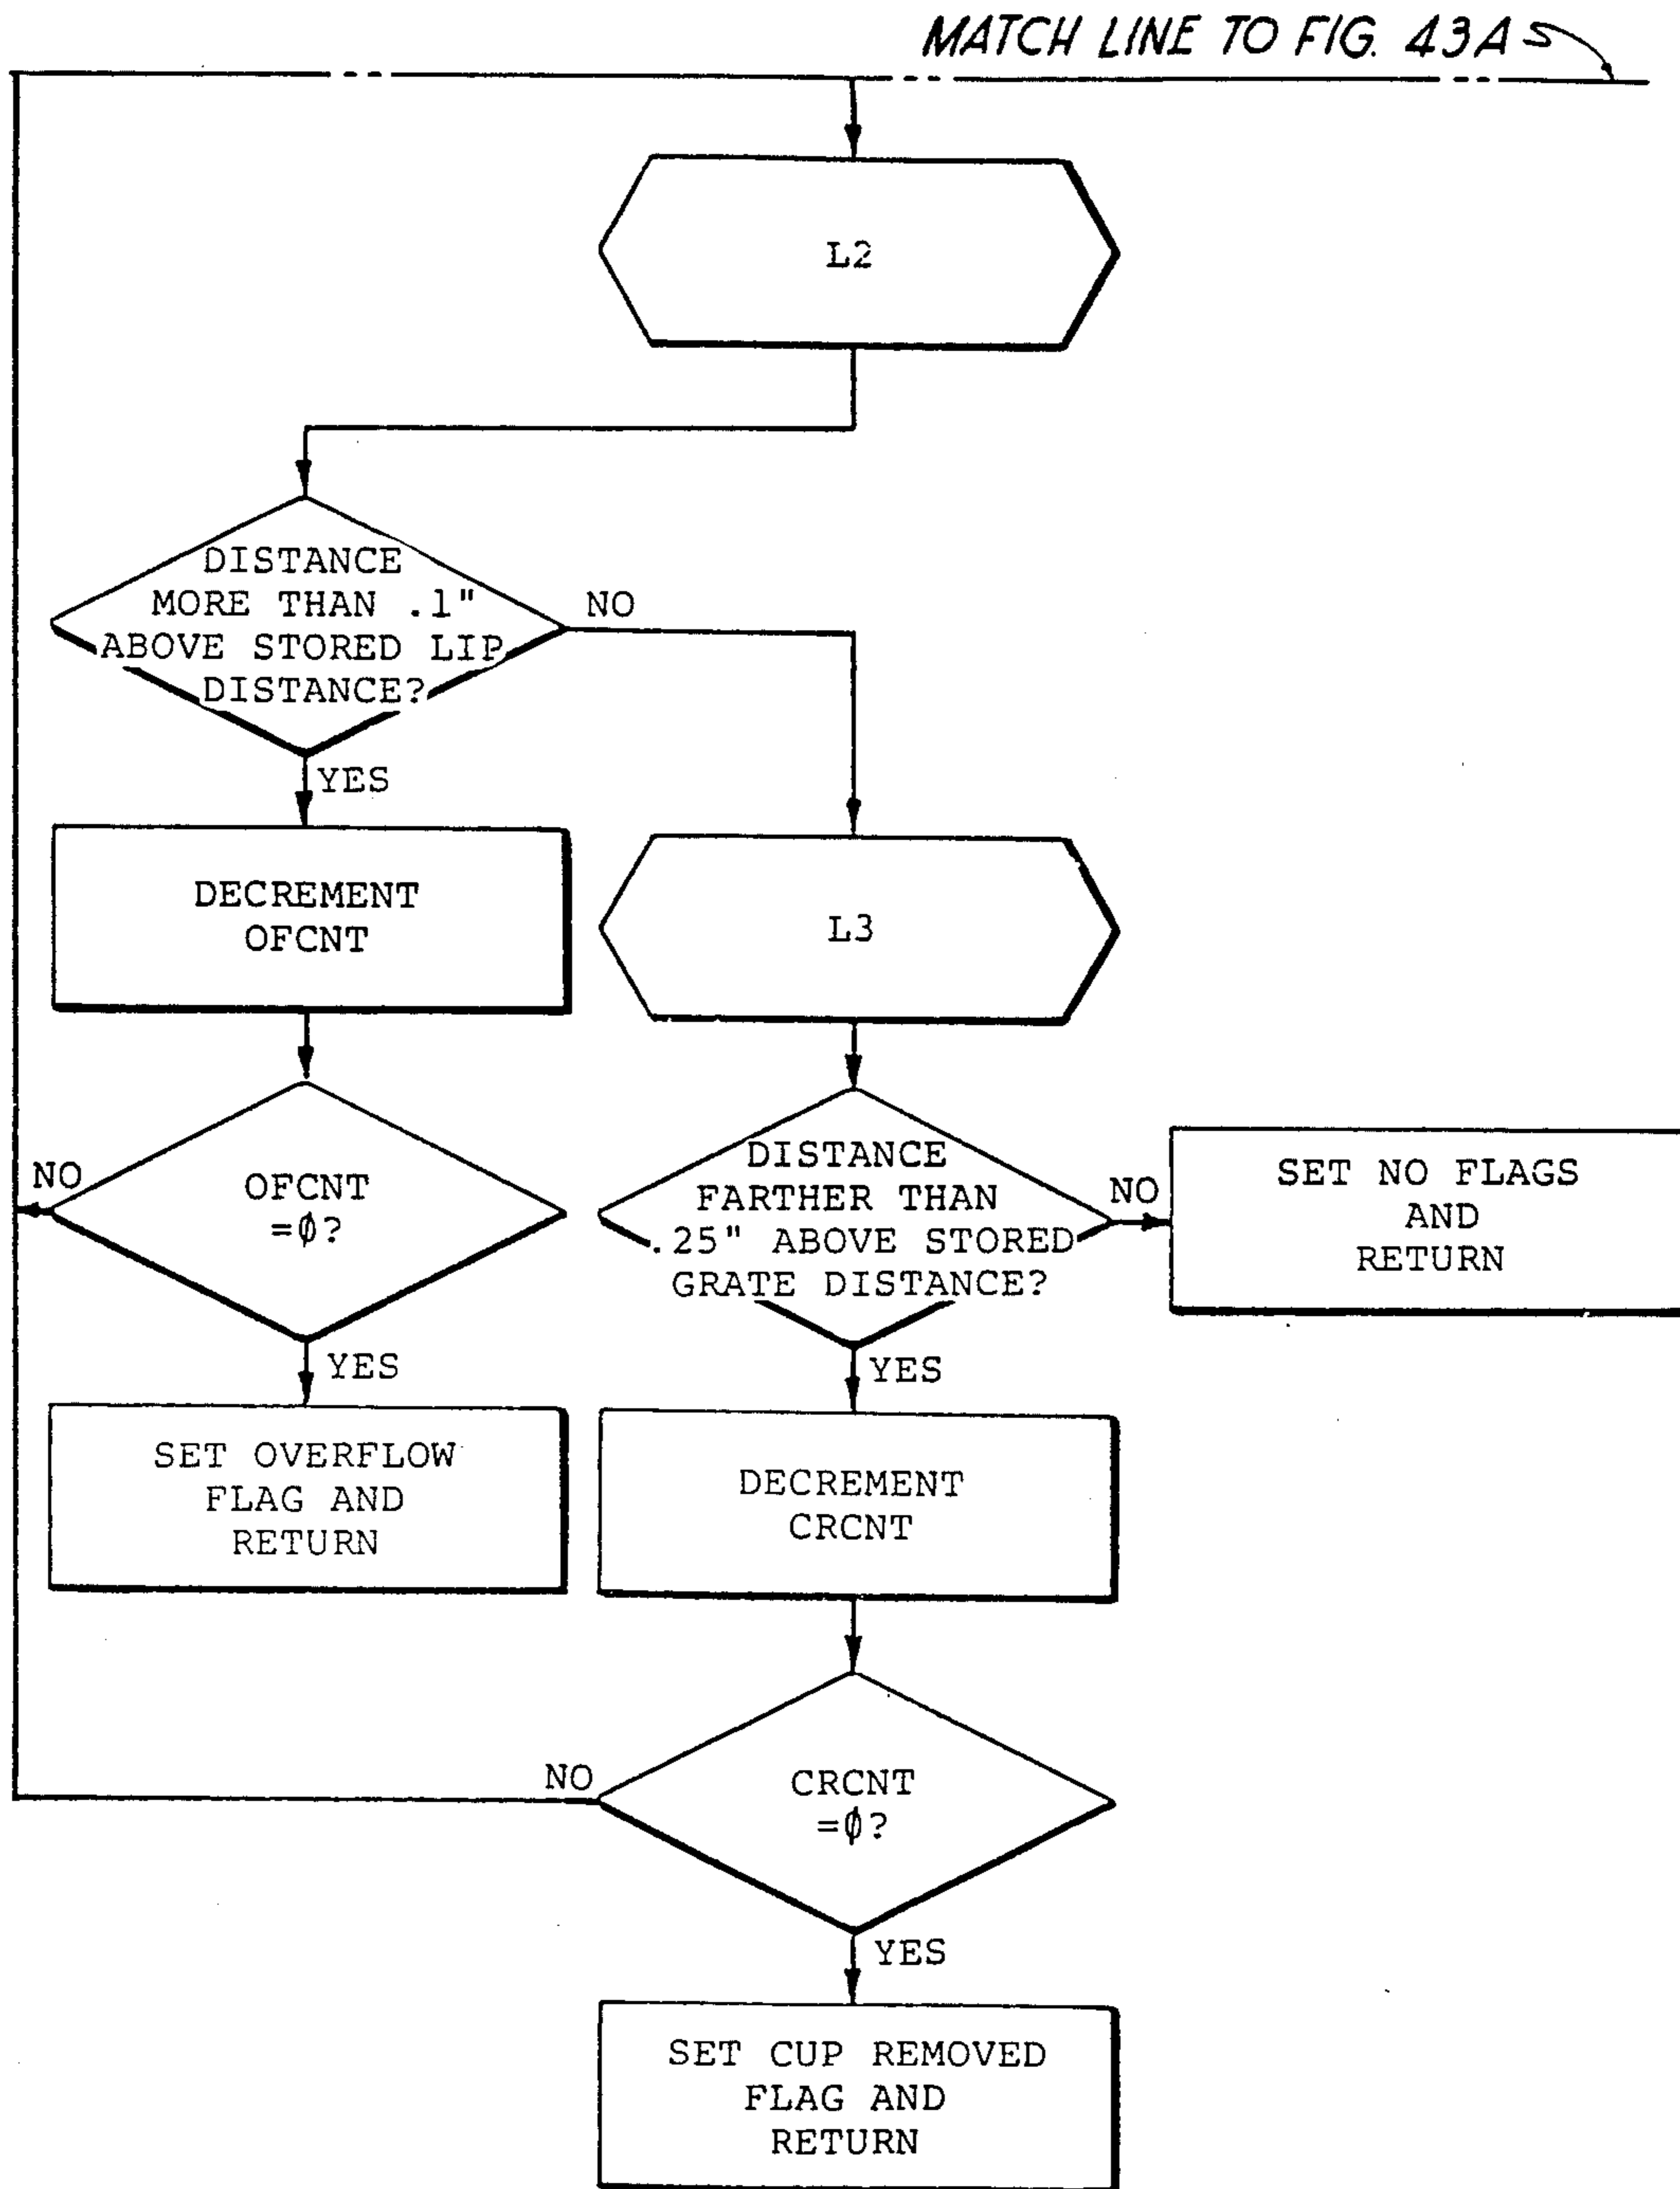 MATCH LINE TO FIG. 43A
L2
DISTANCE
MORE THAN .1"
ABOVE STORED LIP
DISTANCE?
NO
YES
DECREMENT
OFCNT
L3
OFCNT
=∅?
NO
YES
SET OVERFLOW
FLAG AND
RETURN
DISTANCE
FARTHER THAN
.25" ABOVE STORED
GRATE DISTANCE?
NO
SET NO FLAGS
AND
RETURN
YES
DECREMENT
CRCNT
CRCNT
=∅?
NO
YES
SET CUP REMOVED
FLAG AND
RETURN